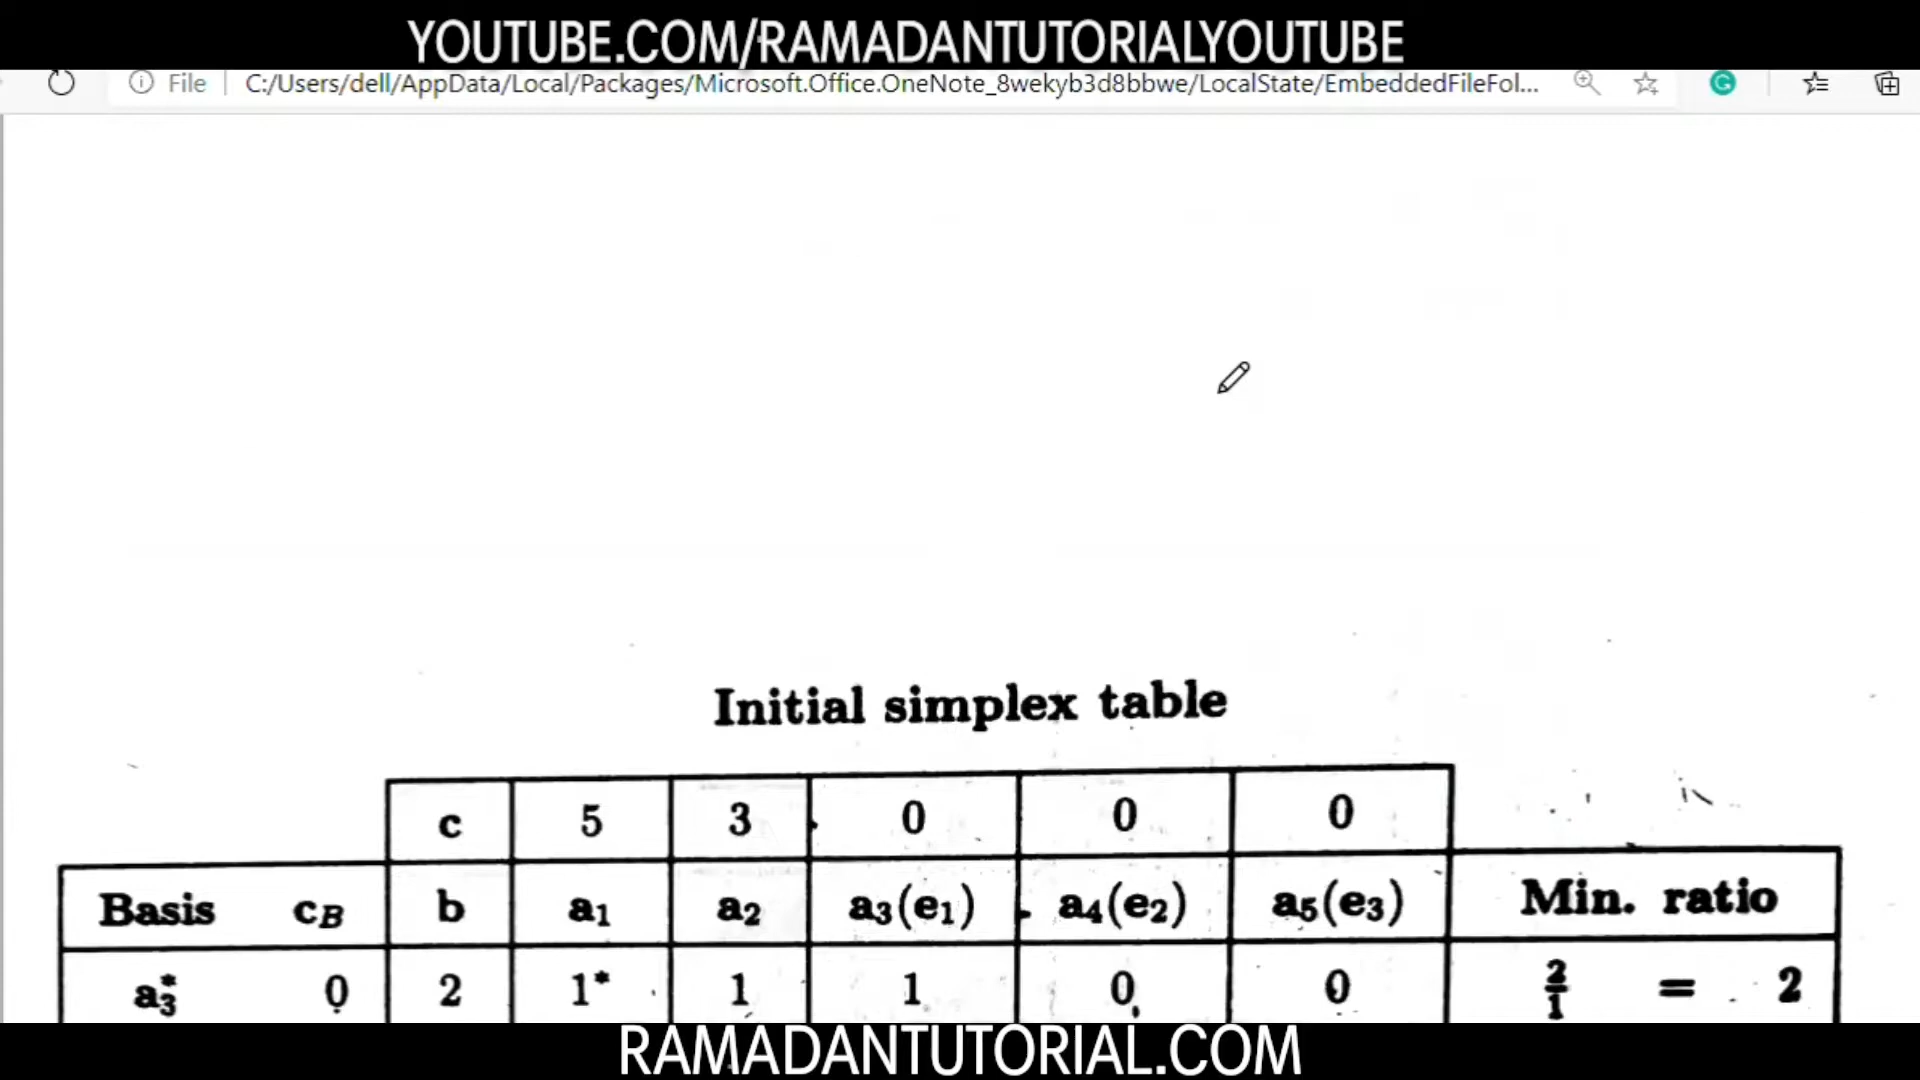 YOUTUBE.COM/RAMADANTUTORIALYOUTUBE
File C:/Users/dell/AppData/Local/Packages/Microsoft.Office.OneNote_8wekyb3d8bbwe/LocalState/EmbeddedFileFol...
Initial simplex table
c 5 3 0 0 0
Basis cB b a1 a2 a3(e1) a4(e2) a5(e3) Min. ratio
a3* 0 2 1* 1 1 0 0 2/1 = 2
RAMADANTUTORIAL.COM